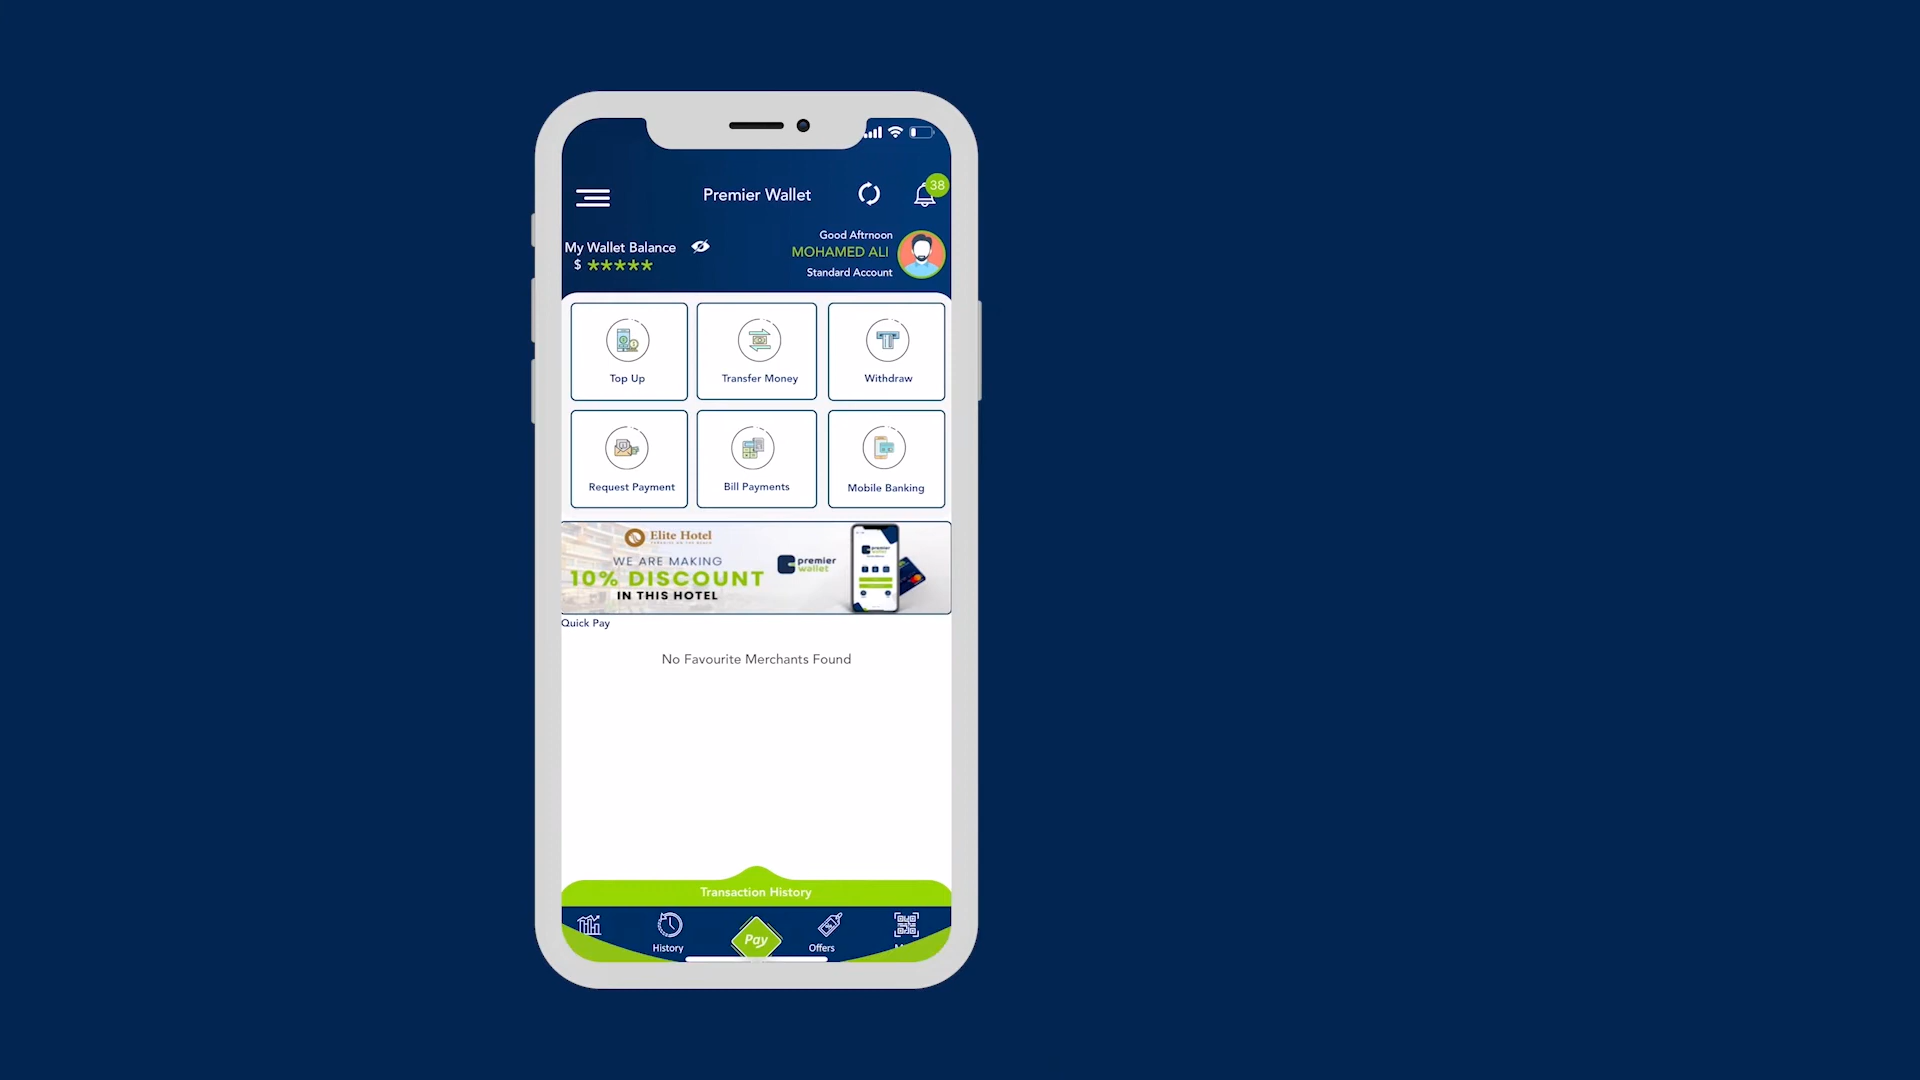 Premier Wallet
38
My Wallet Balance
$ *****
Good Aftrnoon
MOHAMED ALI
Standard Account
Top Up
Transfer Money
Withdraw
Request Payment
Bill Payments
Mobile Banking
Elite Hotel
WE ARE MAKING
10% DISCOUNT
IN THIS HOTEL
premier
wallet
Quick Pay
No Favourite Merchants Found
Transaction History
History
Pay
Offers